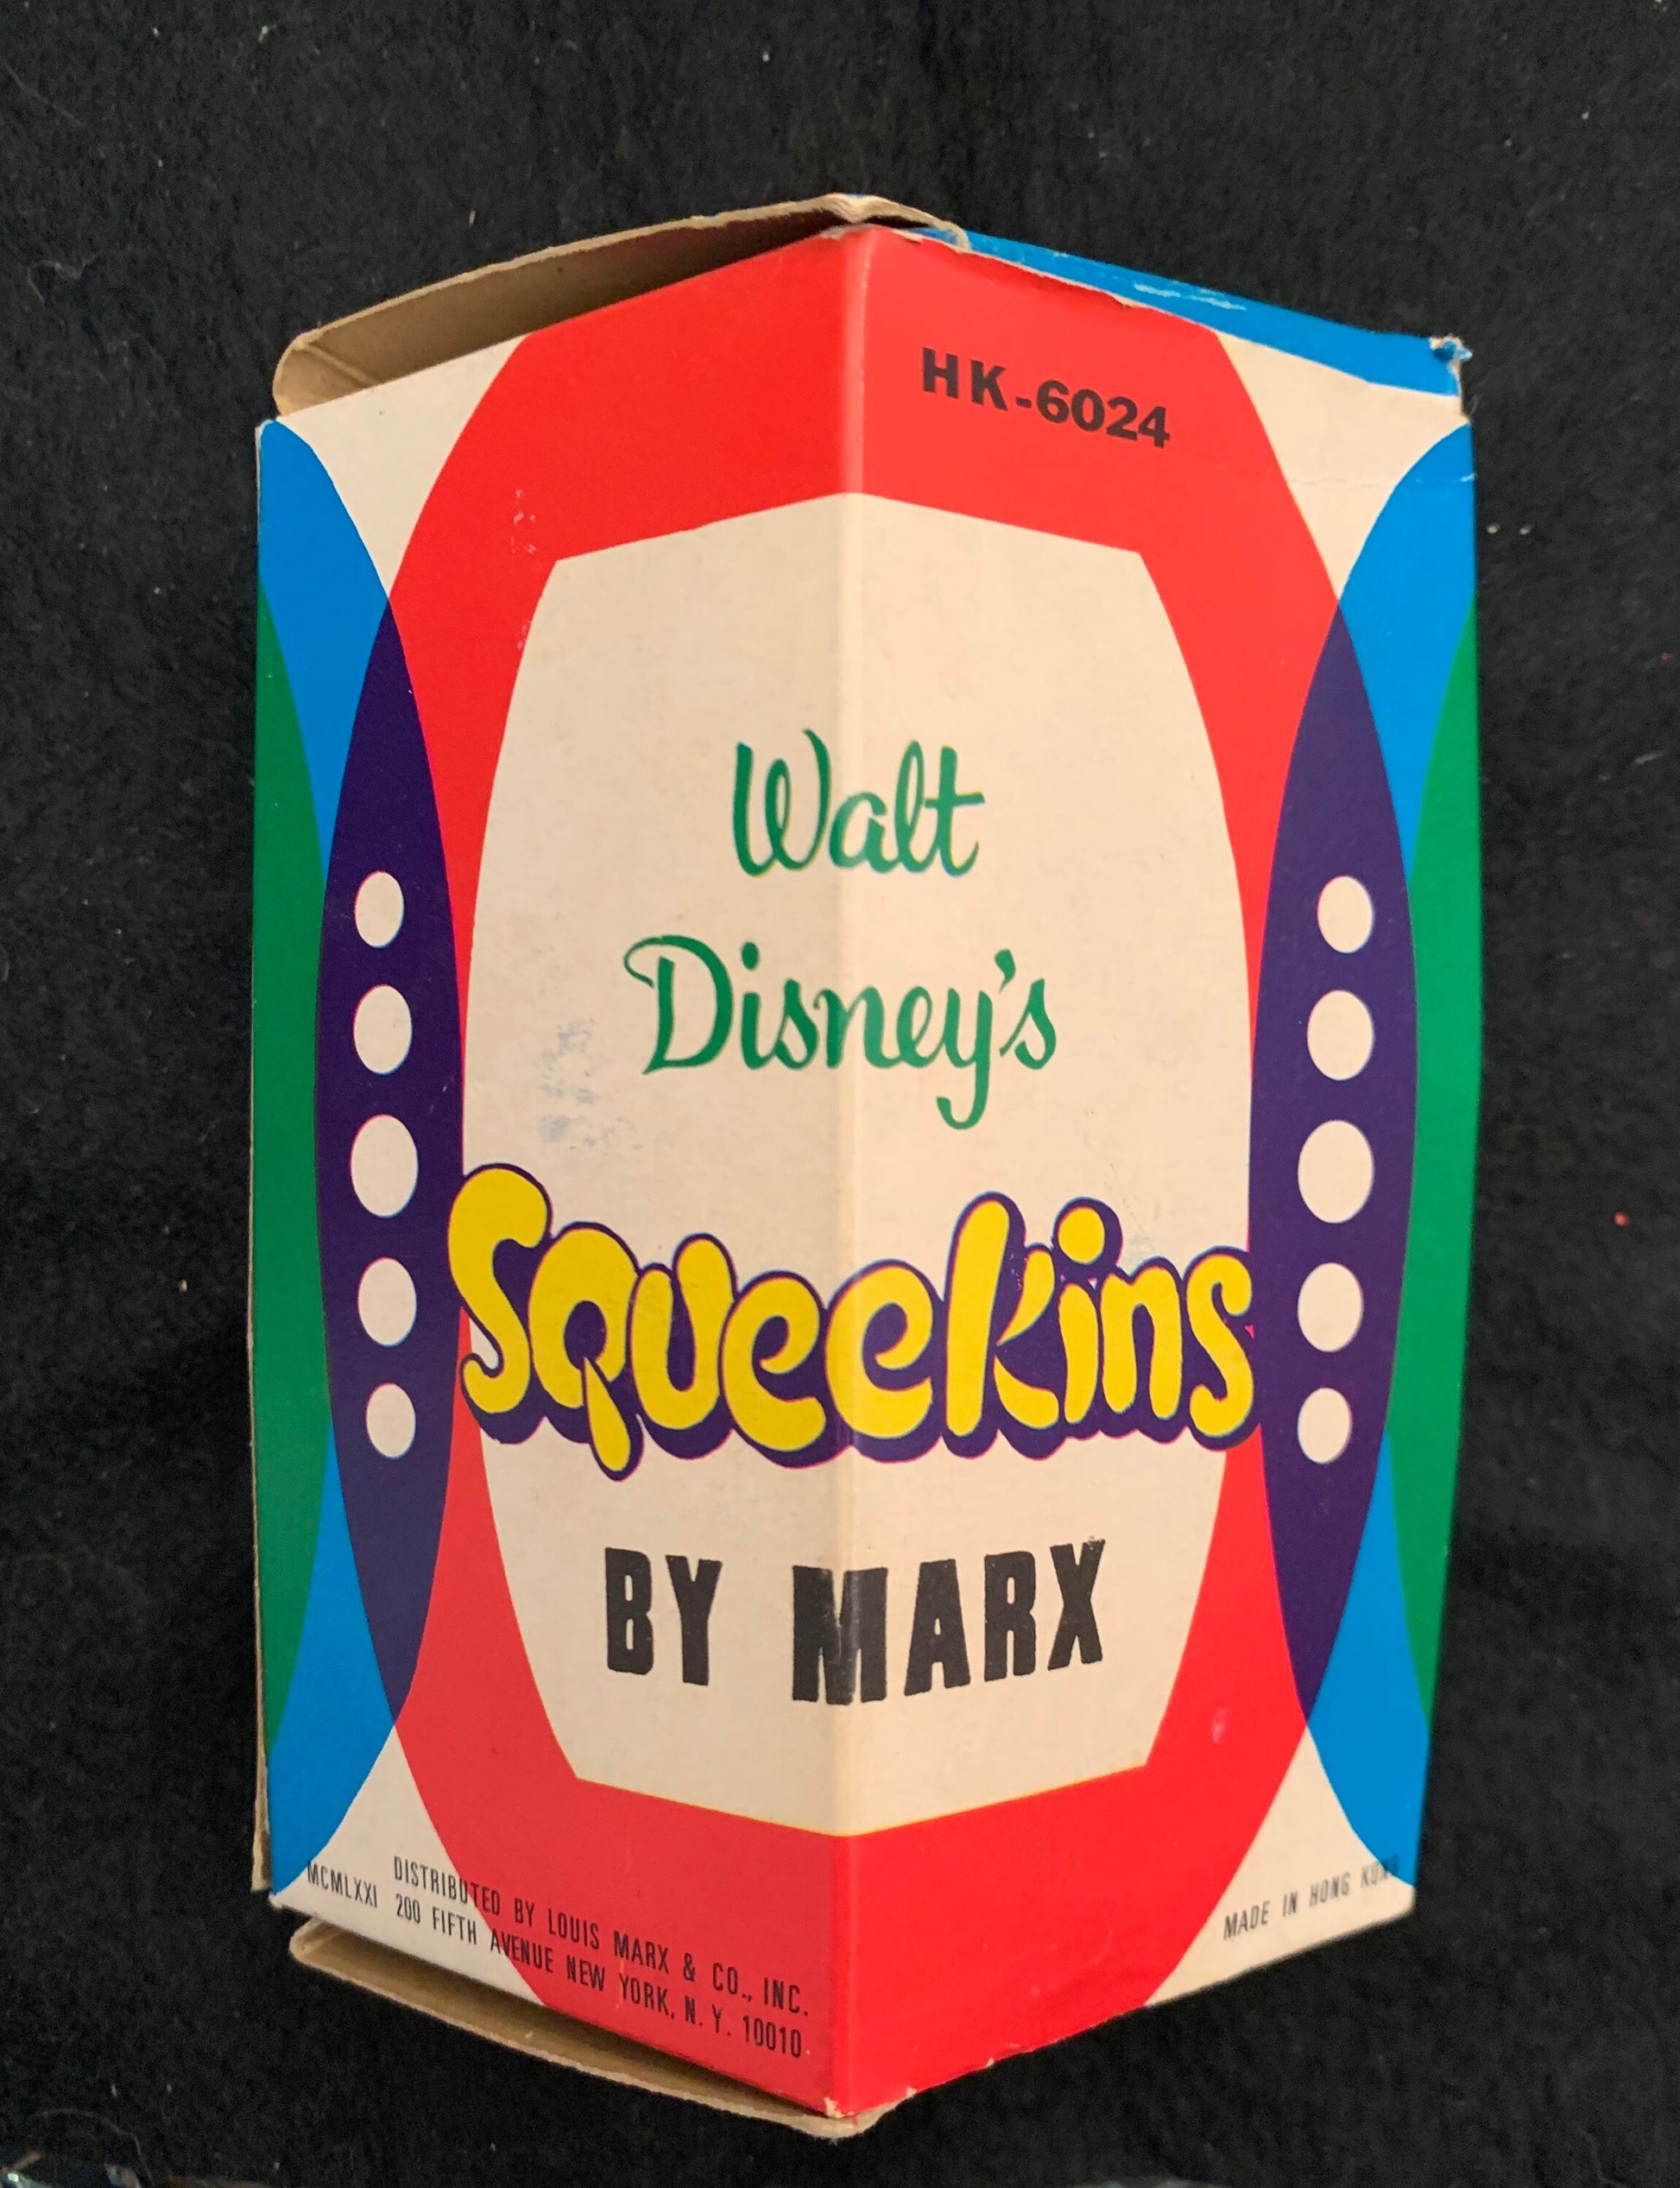 HK-6024
Walt
Disney's
Squeekins
BY MARX
MCMLXXI
DISTRIBUTED BY LOUIS MARX & CO., INC.
200 FIFTH AVENUE NEW YORK, N. Y. 10010
MADE IN HONG KONG